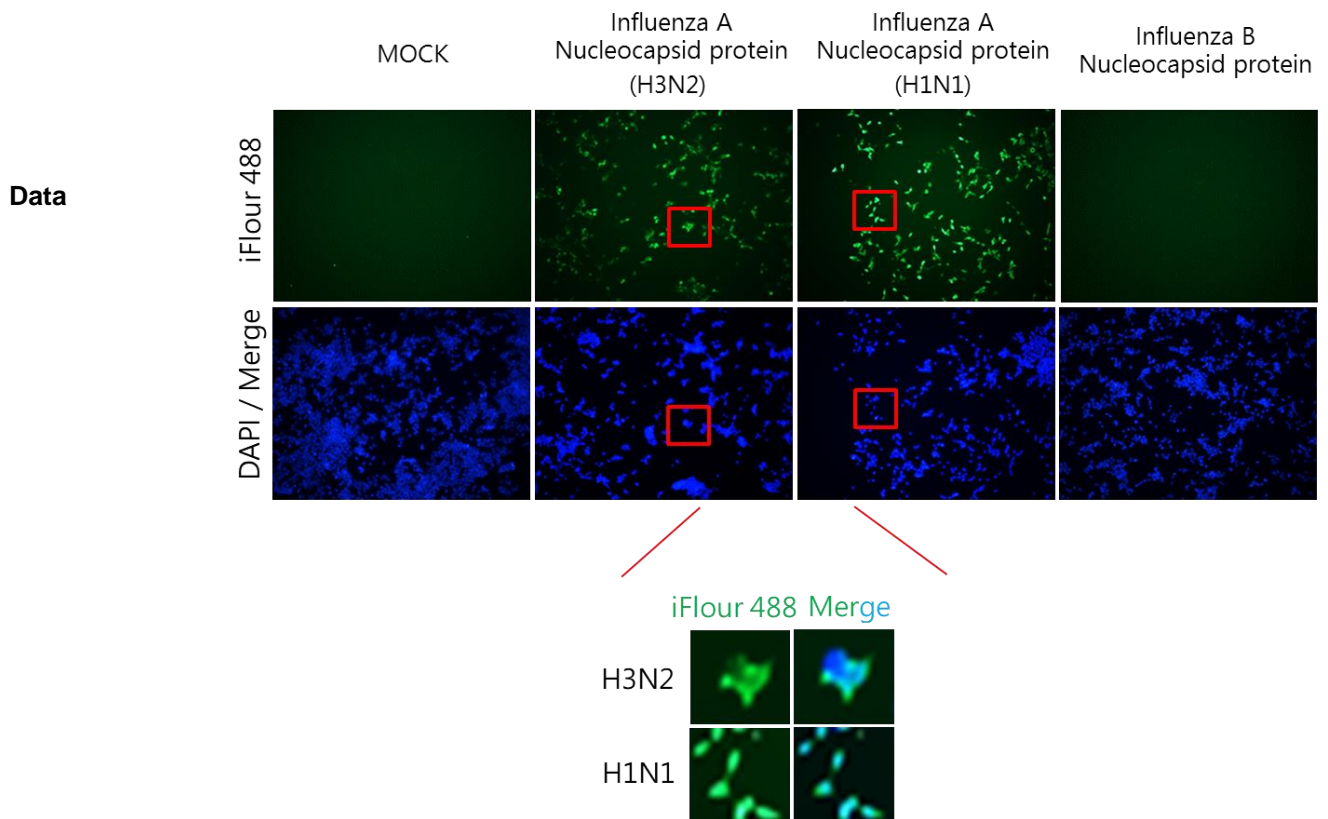 MOCK
Influenza A
Nucleocapsid protein
(H3N2)
Influenza A
Nucleocapsid protein
(H1N1)
Influenza B
Nucleocapsid protein
Data
iFlour 488
DAPI / Merge
iFlour 488 Merge
H3N2
H1N1